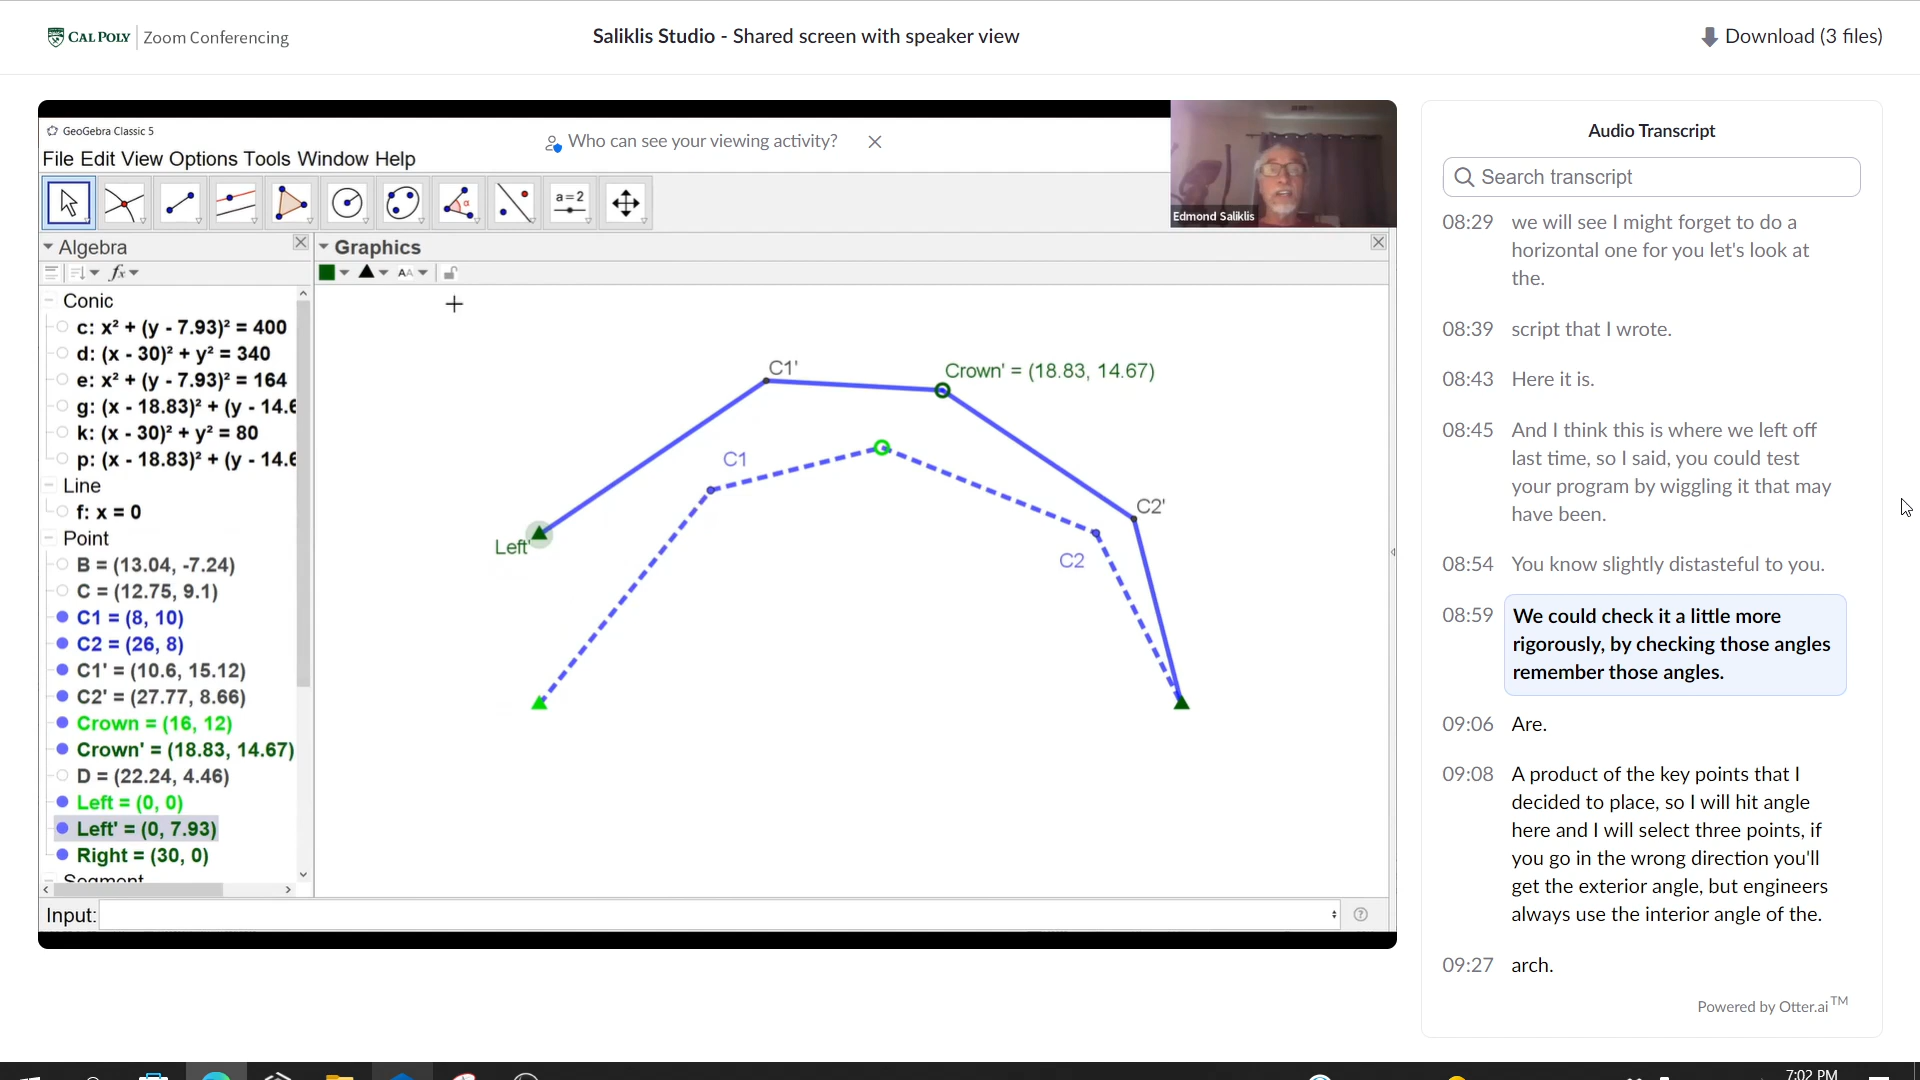 CAL POLY Zoom Conferencing
Saliklis Studio - Shared screen with speaker view
Download (3 files)
GeoGebra Classic 5
Who can see your viewing activity?
File Edit View Options Tools Window Help
a=2
Edmond Saliklis
Algebra
Graphics
fx
AA
Conic
c: x² + (y - 7.93)² = 400
d: (x - 30)² + y² = 340
e: x² + (y - 7.93)² = 164
g: (x - 18.83)² + (y - 14.6
k: (x - 30)² + y² = 80
p: (x - 18.83)² + (y - 14.6
Line
f: x = 0
Point
B = (13.04, -7.24)
C = (12.75, 9.1)
C1 = (8, 10)
C2 = (26, 8)
C1' = (10.6, 15.12)
C2' = (27.77, 8.66)
Crown = (16, 12)
Crown' = (18.83, 14.67)
D = (22.24, 4.46)
Left = (0, 0)
Left' = (0, 7.93)
Right = (30, 0)
Segment
Input:
C1'
Crown' = (18.83, 14.67)
C1
C2'
Left'
C2
α
Audio Transcript
Search transcript
08:29 we will see I might forget to do a
horizontal one for you let's look at
the.
08:39 script that I wrote.
08:43 Here it is.
08:45 And I think this is where we left off
last time, so I said, you could test
your program by wiggling it that may
have been.
08:54 You know slightly distasteful to you.
08:59 We could check it a little more
rigorously, by checking those angles
remember those angles.
09:06 Are.
09:08 A product of the key points that I
decided to place, so I will hit angle
here and I will select three points, if
you go in the wrong direction you'll
get the exterior angle, but engineers
always use the interior angle of the.
09:27 arch.
Powered by Otter.ai TM
7:02 PM